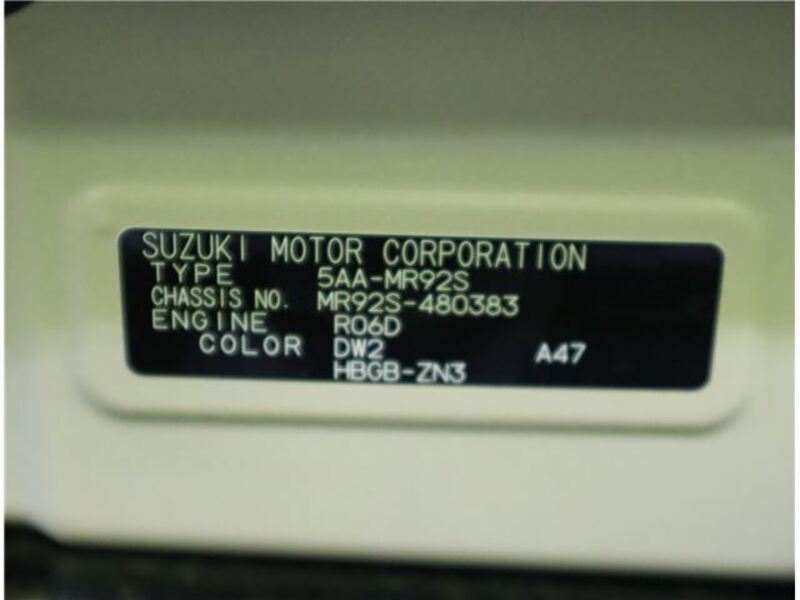 SUZUKI MOTOR CORPORATION
TYPE 5AA-MR92S
CHASSIS NO. MR92S-480383
ENGINE R06D
COLOR DW2 A47
HBGB-ZN3